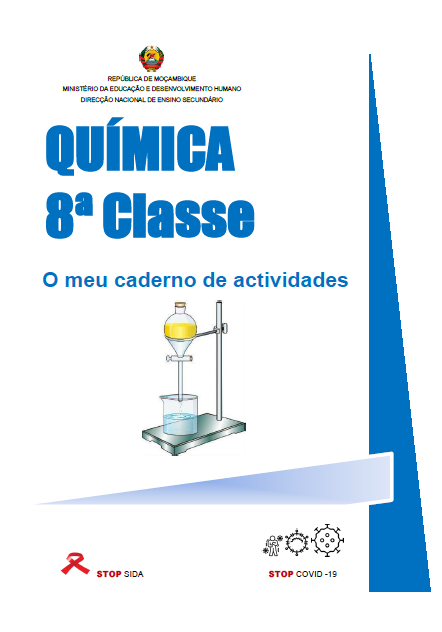 REPÚBLICA DE MOÇAMBIQUE
MINISTÉRIO DA EDUCAÇÃO E DESENVOLVIMENTO HUMANO
DIRECÇÃO NACIONAL DE ENSINO SECUNDÁRIO
QUÍMICA
8ª Classe
O meu caderno de actividades
STOP SIDA
STOP COVID -19